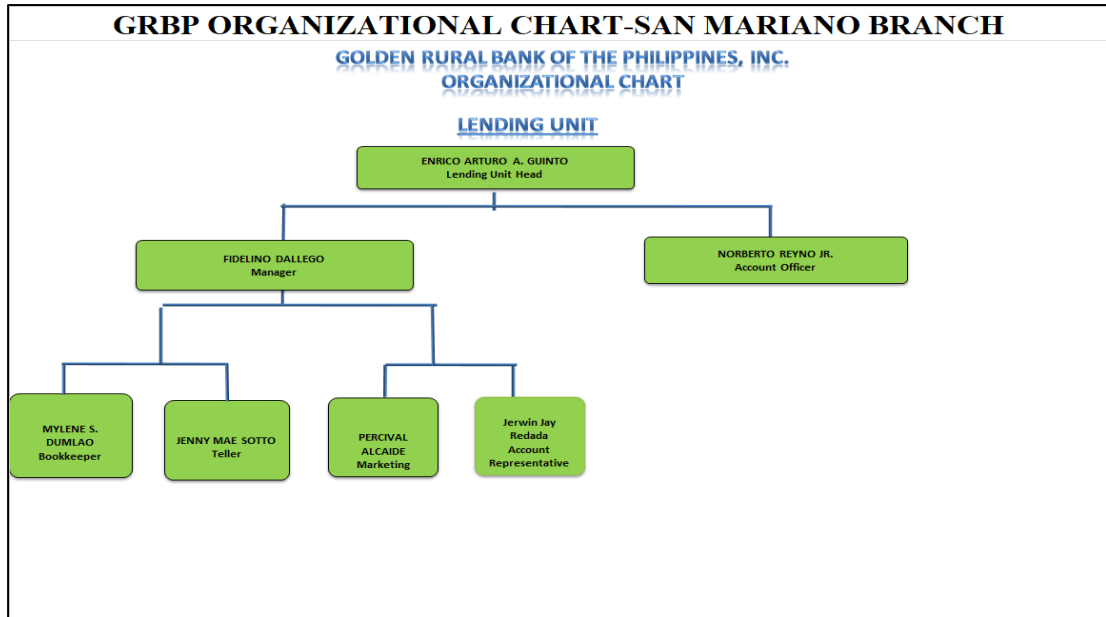 GRBP ORGANIZATIONAL CHART-SAN MARIANO BRANCH
GOLDEN RURAL BANK OF THE PHILIPPINES, INC.
ORGANIZATIONAL CHART
LENDING UNIT
ENRICO ARTURO A. GUINTO
Lending Unit Head
FIDELINO DALLEGO
Manager
NORBERTO REYNO JR.
Account Officer
MYLENE S.
DUMLAO
Bookkeeper
JENNY MAE SOTTO
Teller
PERCIVAL
ALCAIDE
Marketing
Jerwin Jay
Redada
Account
Representative